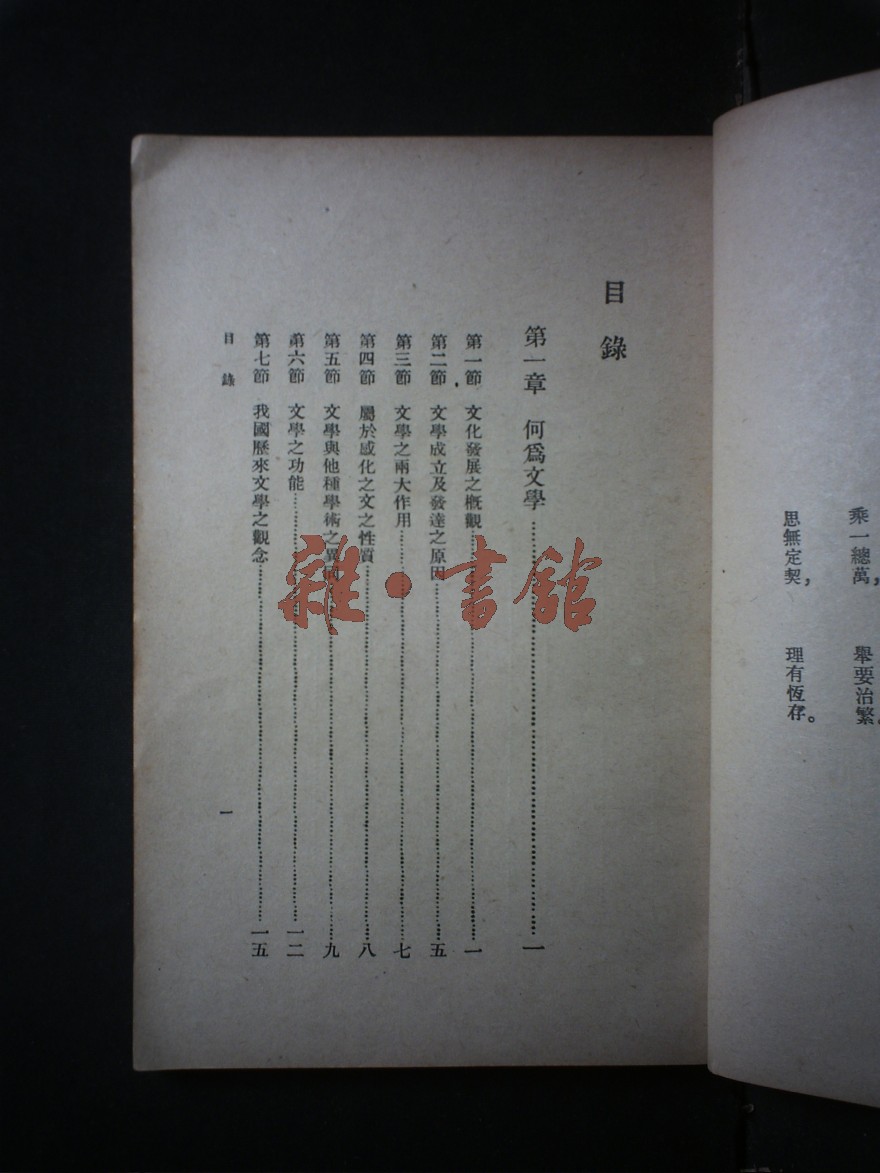 乘一總萬，舉要治繁。
思無定契，理有恆存。
目錄
第一章 何爲文學……一
第一節 文化發展之概觀……一
第二節 文學成立及發達之原因……五
第三節 文學之兩大作用……七
第四節 屬於感化之文之性質……八
第五節 文學與他種學術之異同……九
第六節 文學之功能……一二
第七節 我國歷來文學之觀念……一五
目錄 一
雜·書館